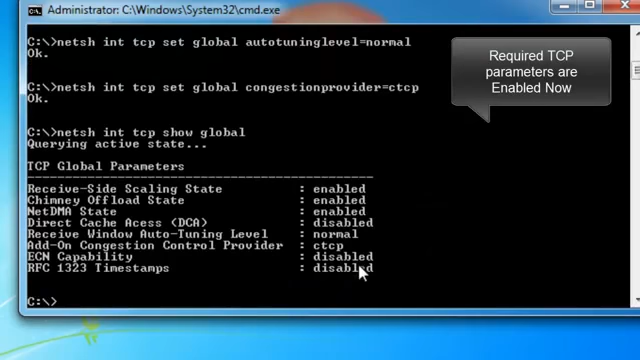 Administrator: C:\Windows\System32\cmd.exe
C:\>netsh int tcp set global autotuninglevel=normal
Ok.
C:\>netsh int tcp set global congestionprovider=ctcp
Ok.
C:\>netsh int tcp show global
Querying active state...
TCP Global Parameters
----------------------------------------------
Receive-Side Scaling State : enabled
Chimney Offload State : enabled
NetDMA State : enabled
Direct Cache Acess (DCA) : disabled
Receive Window Auto-Tuning Level : normal
Add-On Congestion Control Provider : ctcp
ECN Capability : disabled
RFC 1323 Timestamps : disabled
C:\>
Required TCP
parameters are
Enabled Now